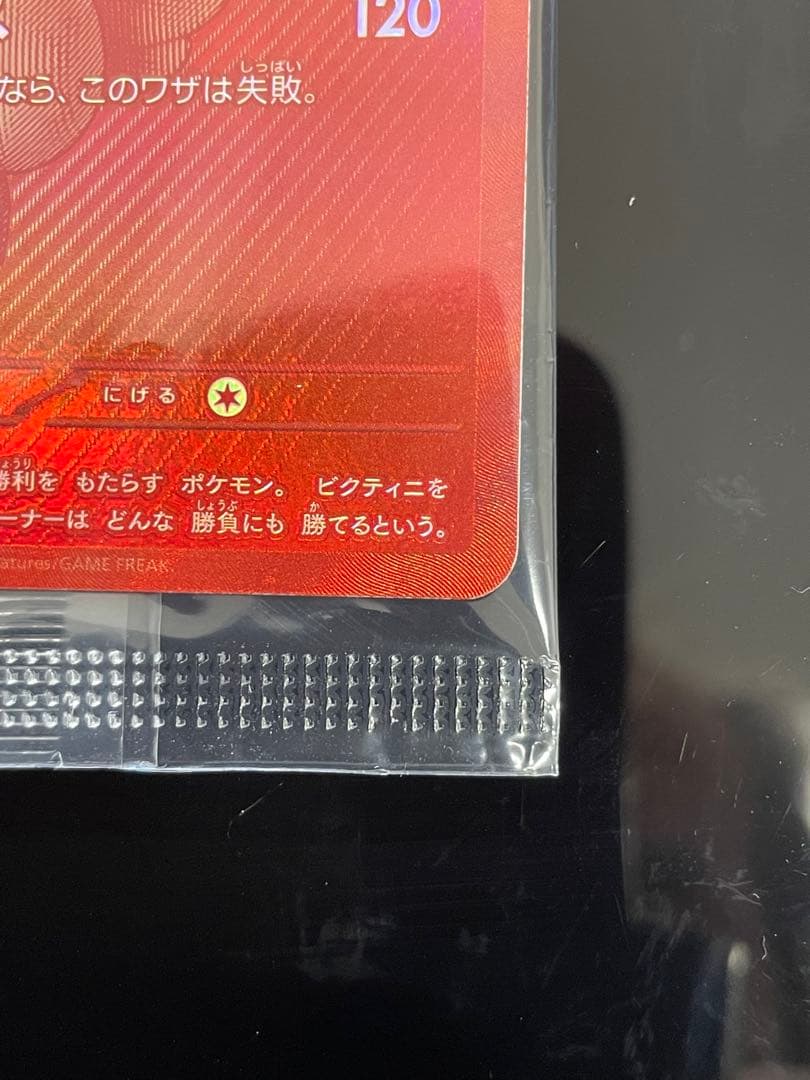 120
なら、このワザは失敗。
にげる
勝利を もたらす ポケモン。 ビクティニを
ーナーは どんな 勝負にも 勝てるという。
atures/GAME FREAK.